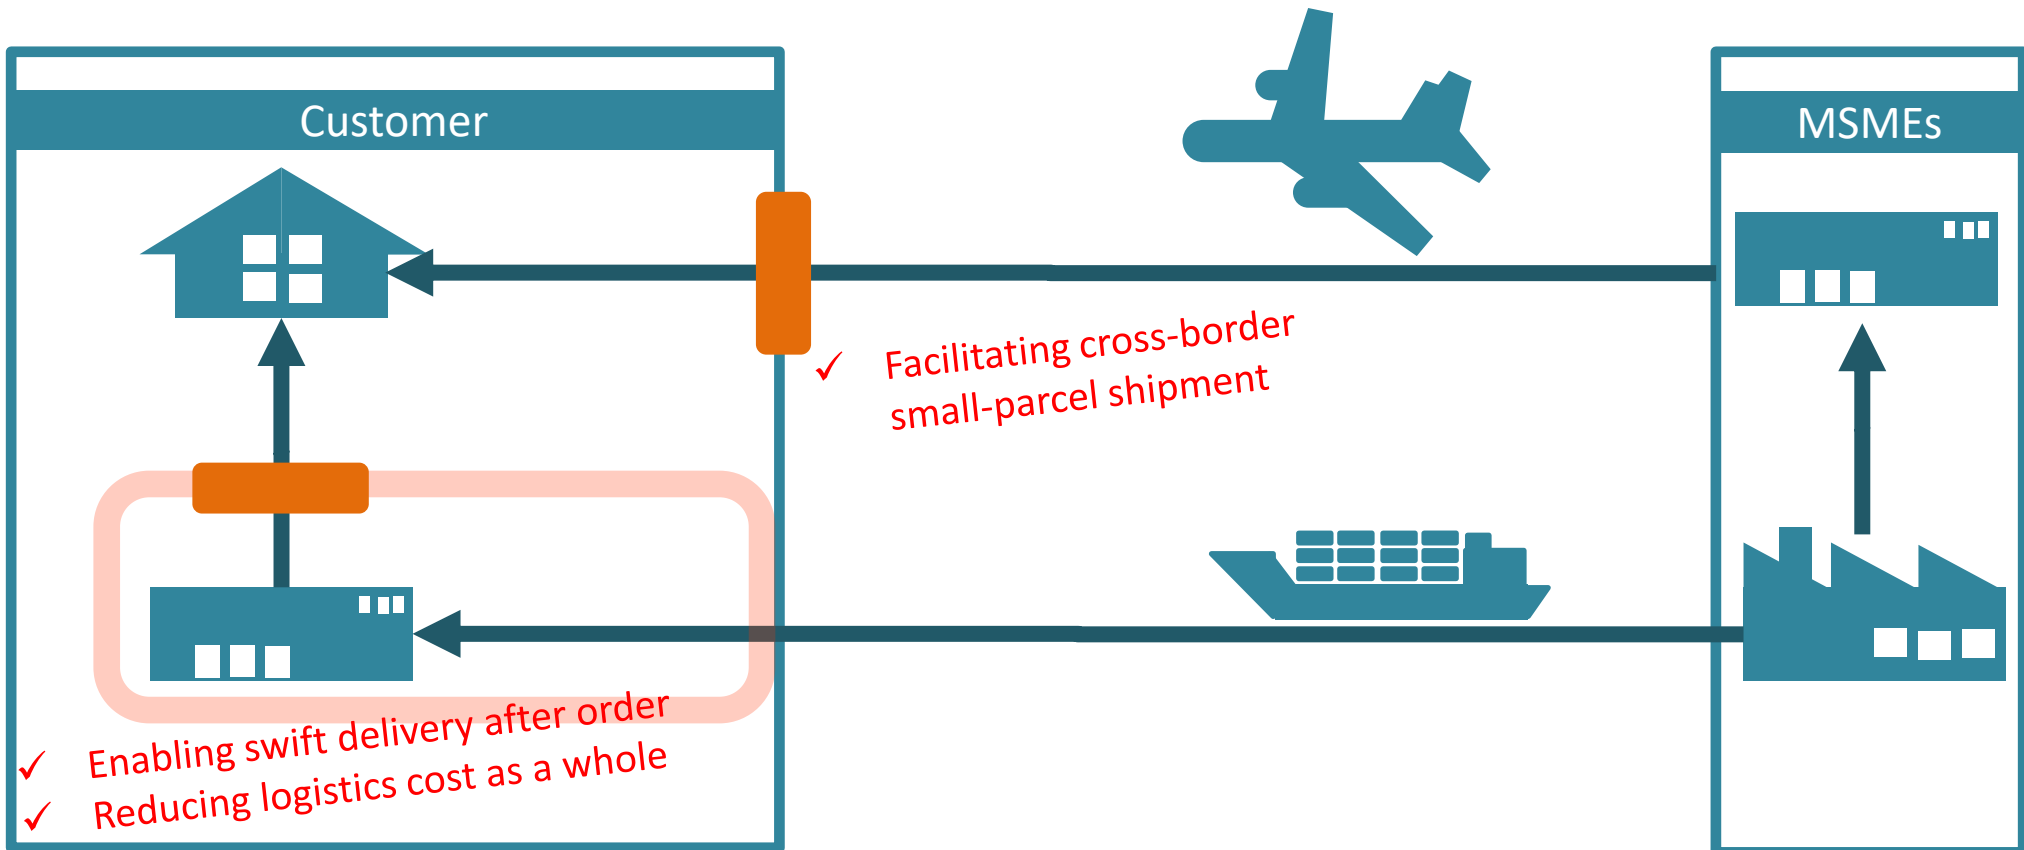 Customer
MSMEs
✓ Facilitating cross-border
small-parcel shipment
✓ Enabling swift delivery after order
✓ Reducing logistics cost as a whole